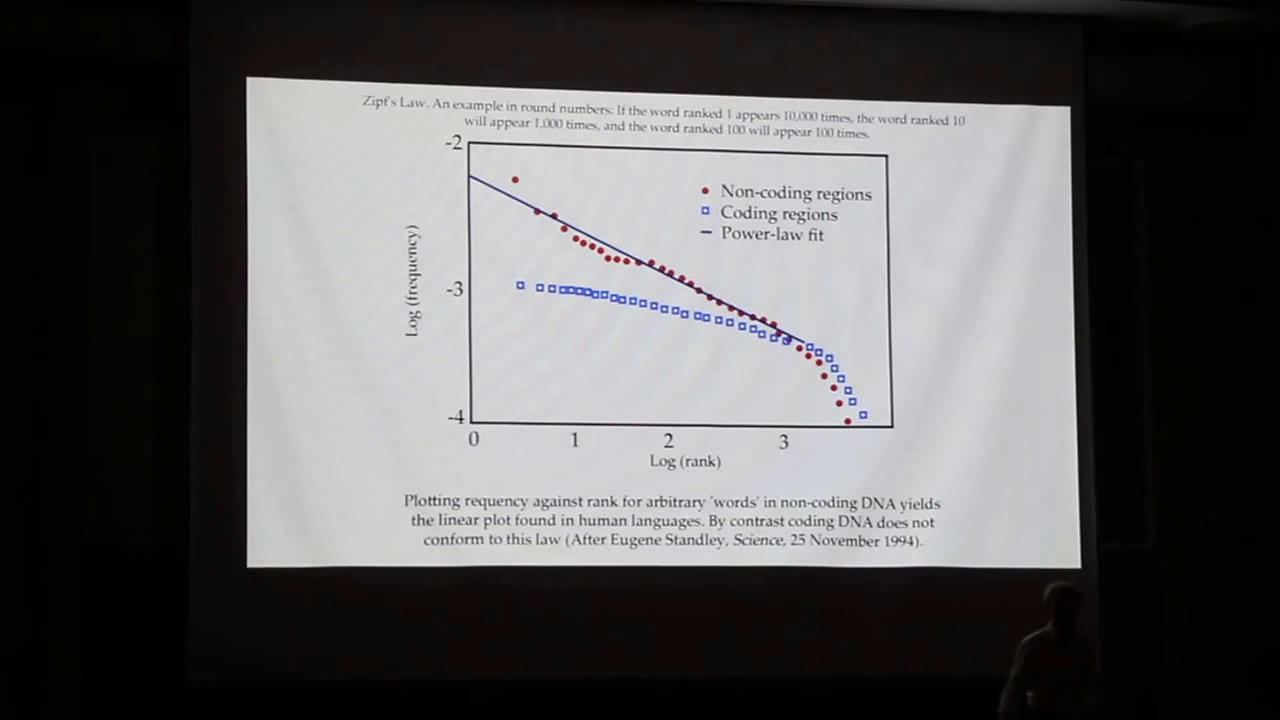 Zipf's Law. An example in round numbers: If the word ranked 1 appears 10,000 times, the word ranked 10
will appear 1,000 times, and the word ranked 100 will appear 100 times.
-2
Non-coding regions
Coding regions
Power-law fit
Log (frequency)
-3
-4
0 1 2 3
Log (rank)
Plotting requency against rank for arbitrary 'words' in non-coding DNA yields
the linear plot found in human languages. By contrast coding DNA does not
conform to this law (After Eugene Standley, Science, 25 November 1994).